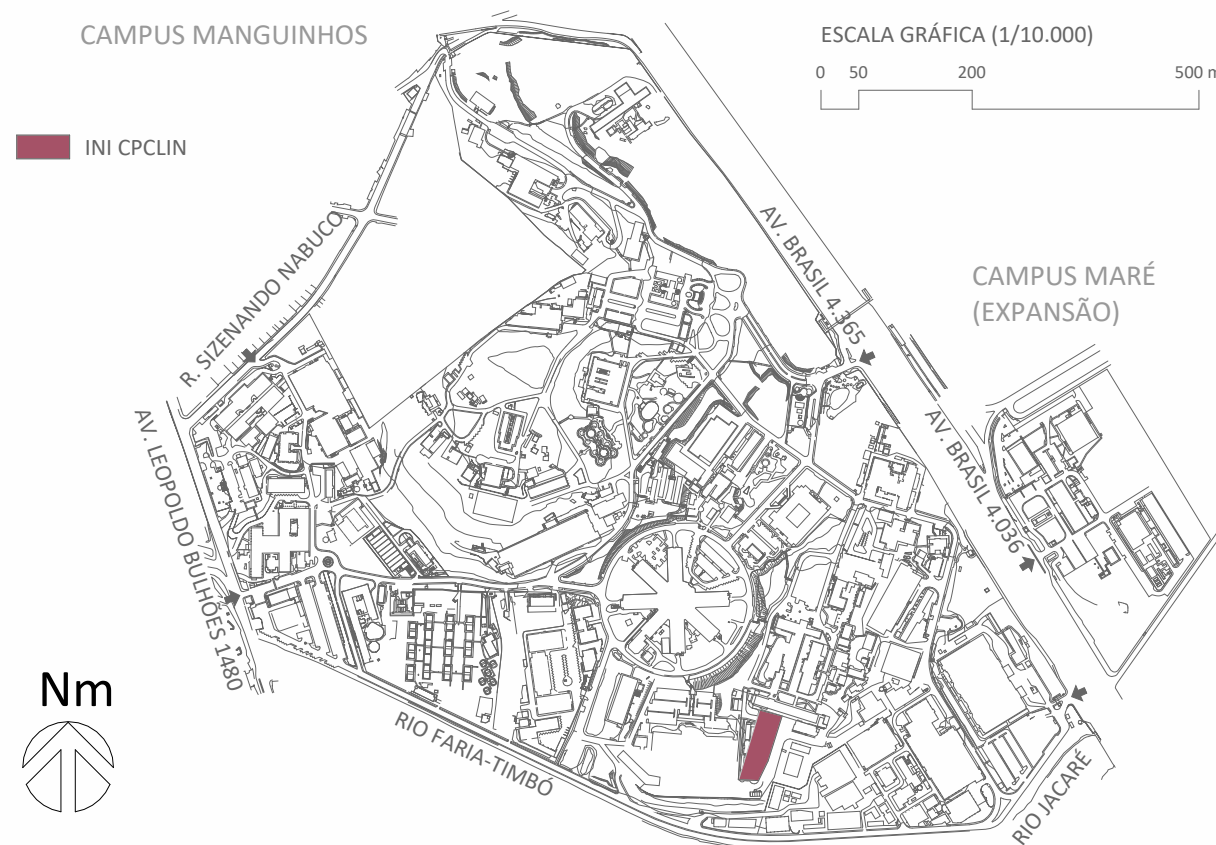 CAMPUS MANGUINHOS
ESCALA GRÁFICA (1/10.000)
0 50 200 500 m
INI CPCLIN
R. SIZENANDO NABUCO
AV. BRASIL 4.365
CAMPUS MARÉ
(EXPANSÃO)
AV. LEOPOLDO BULHÕES 1480
AV. BRASIL 4.036
Nm
RIO FARIA-TIMBÓ
RIO JACARÉ